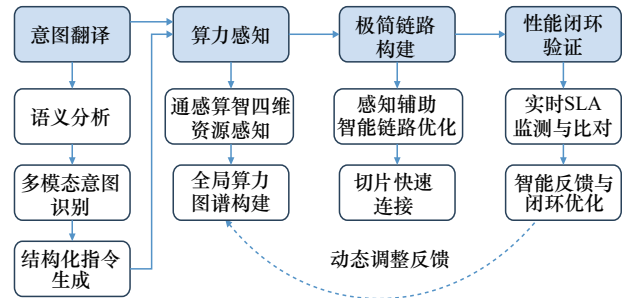 意图翻译
语义分析
多模态意图
识别
结构化指令
生成
算力感知
通感算智四维
资源感知
全局算力
图谱构建
极简链路
构建
感知辅助
智能链路优化
切片快速
连接
性能闭环
验证
实时SLA
监测与比对
智能反馈与
闭环优化
动态调整反馈